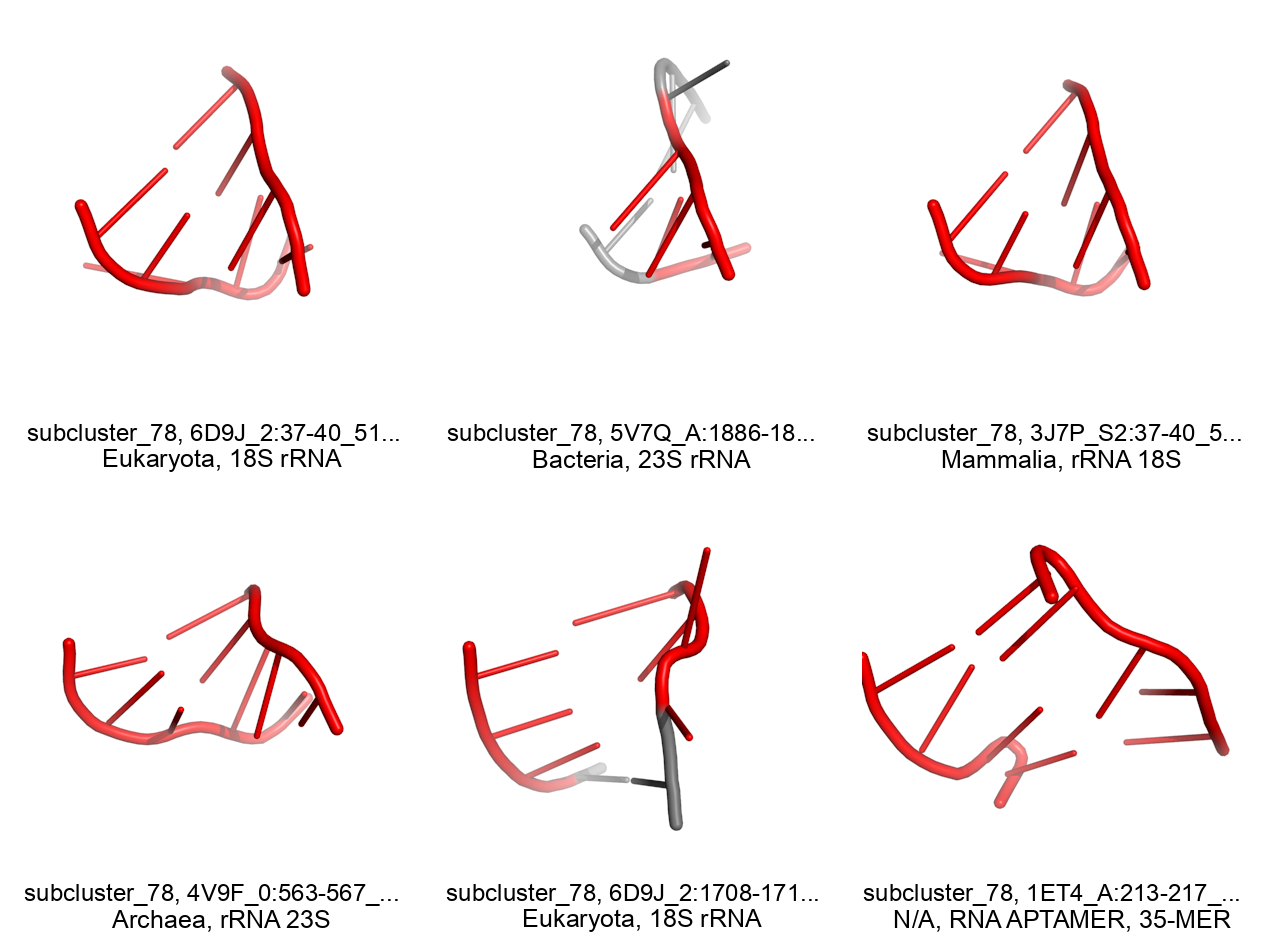 subcluster_78, 6D9J_2:37-40_51...
Eukaryota, 18S rRNA
subcluster_78, 5V7Q_A:1886-18...
Bacteria, 23S rRNA
subcluster_78, 3J7P_S2:37-40_5...
Mammalia, rRNA 18S
subcluster_78, 4V9F_0:563-567_...
Archaea, rRNA 23S
subcluster_78, 6D9J_2:1708-171...
Eukaryota, 18S rRNA
subcluster_78, 1ET4_A:213-217_...
N/A, RNA APTAMER, 35-MER